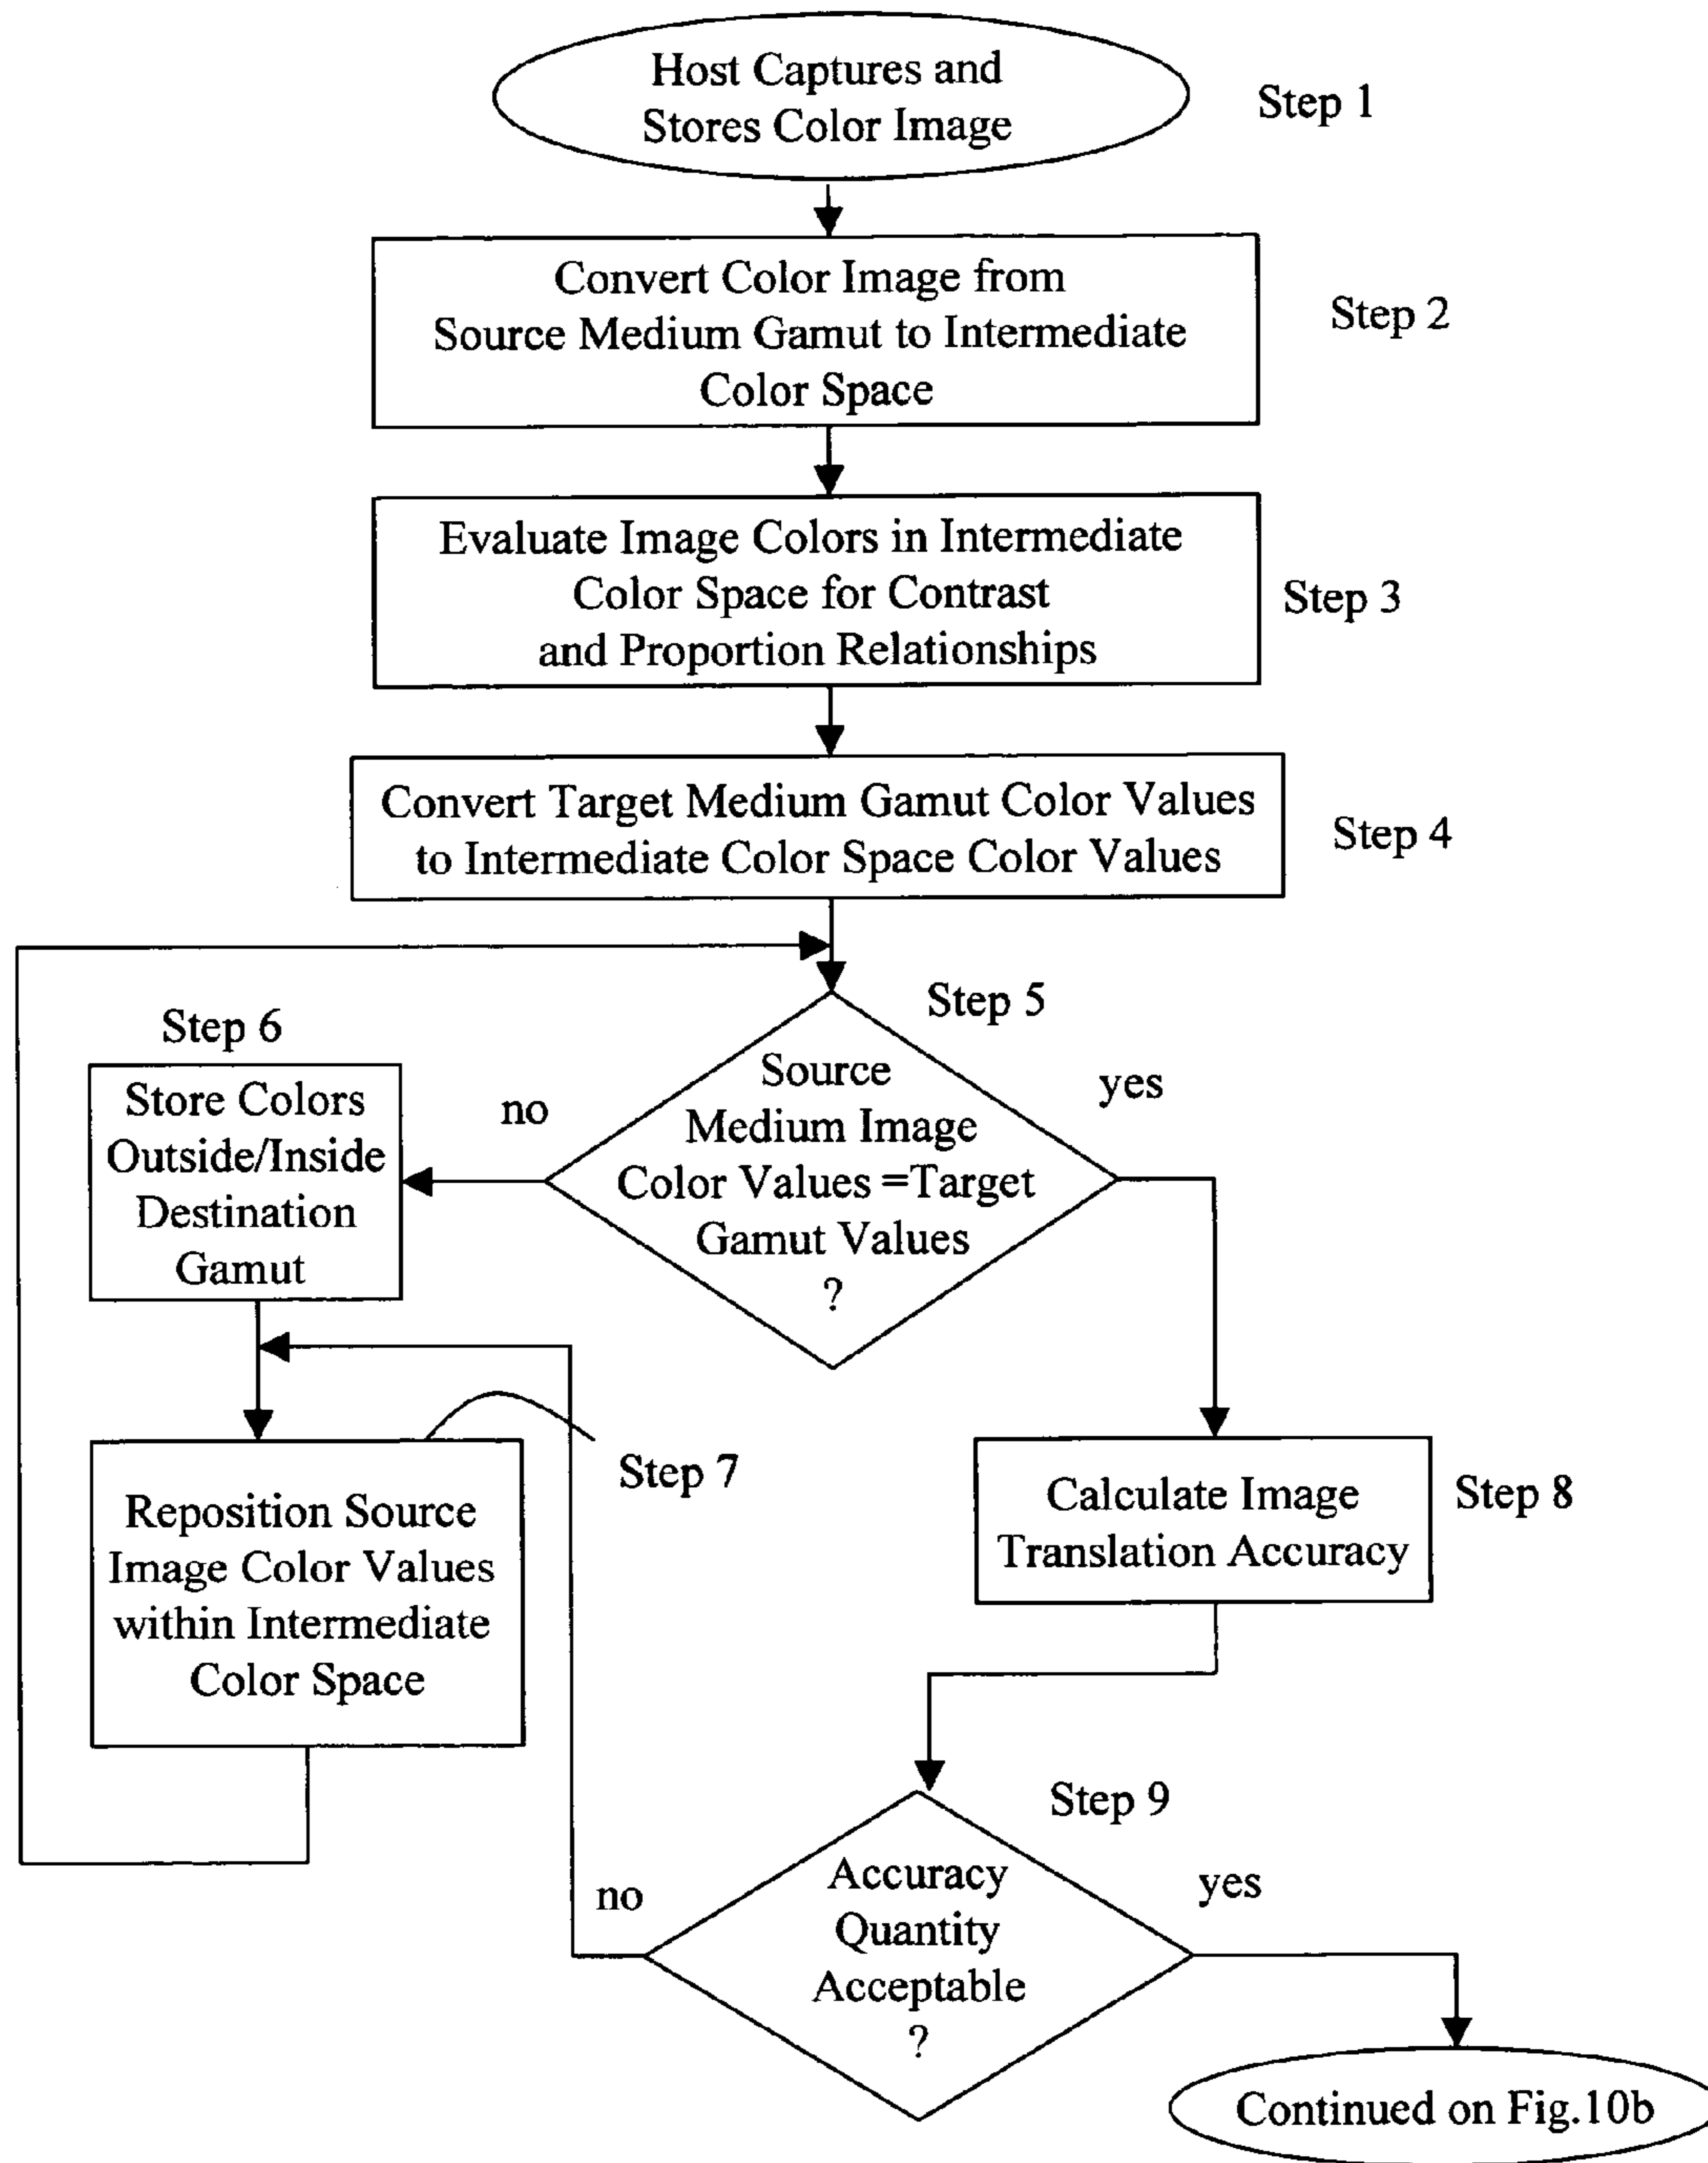 Host Captures and
Stores Color Image
Step 1
Convert Color Image from
Source Medium Gamut to Intermediate
Color Space
Step 2
Evaluate Image Colors in Intermediate
Color Space for Contrast
and Proportion Relationships
Step 3
Convert Target Medium Gamut Color Values
to Intermediate Color Space Color Values
Step 4
Step 5
Source
Medium Image
Color Values =Target
Gamut Values
?
no
yes
Step 6
Store Colors
Outside/Inside
Destination
Gamut
Step 7
Reposition Source
Image Color Values
within Intermediate
Color Space
Calculate Image
Translation Accuracy
Step 8
Step 9
Accuracy
Quantity
Acceptable
?
no
yes
Continued on Fig.10b